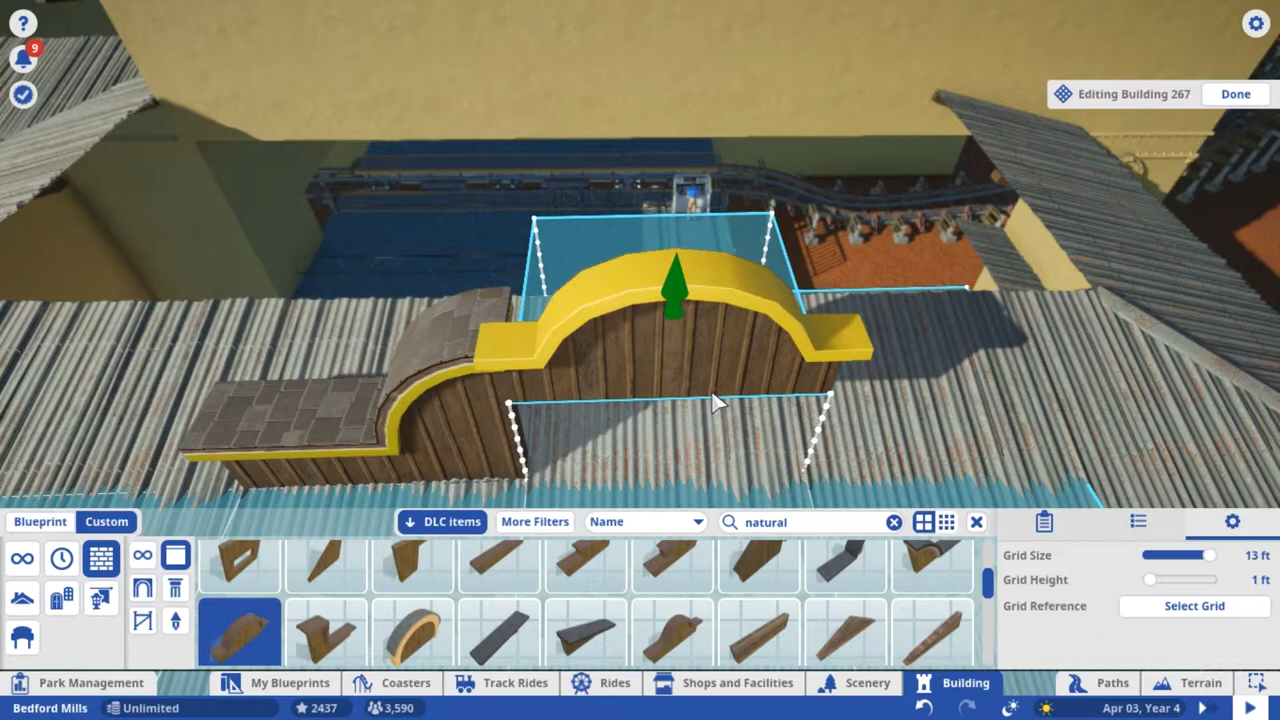 ?
9
Editing Building 267
Done
Blueprint
Custom
DLC items
More Filters
Name
natural
Grid Size
13 ft
Grid Height
1 ft
Grid Reference
Select Grid
Park Management
My Blueprints
Coasters
Track Rides
Rides
Shops and Facilities
Scenery
Building
Paths
Terrain
Bedford Mills
Unlimited
2437
3,590
Apr 03, Year 4